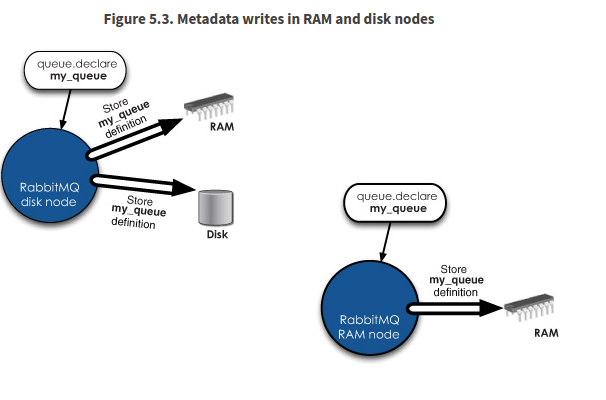 Figure 5.3. Metadata writes in RAM and disk nodes
queue.declare
my_queue
Store
my_queue
definition
RAM
RabbitMQ
disk node
Store
my_queue
definition
Disk
queue.declare
my_queue
Store
my_queue
definition
RabbitMQ
RAM node
RAM